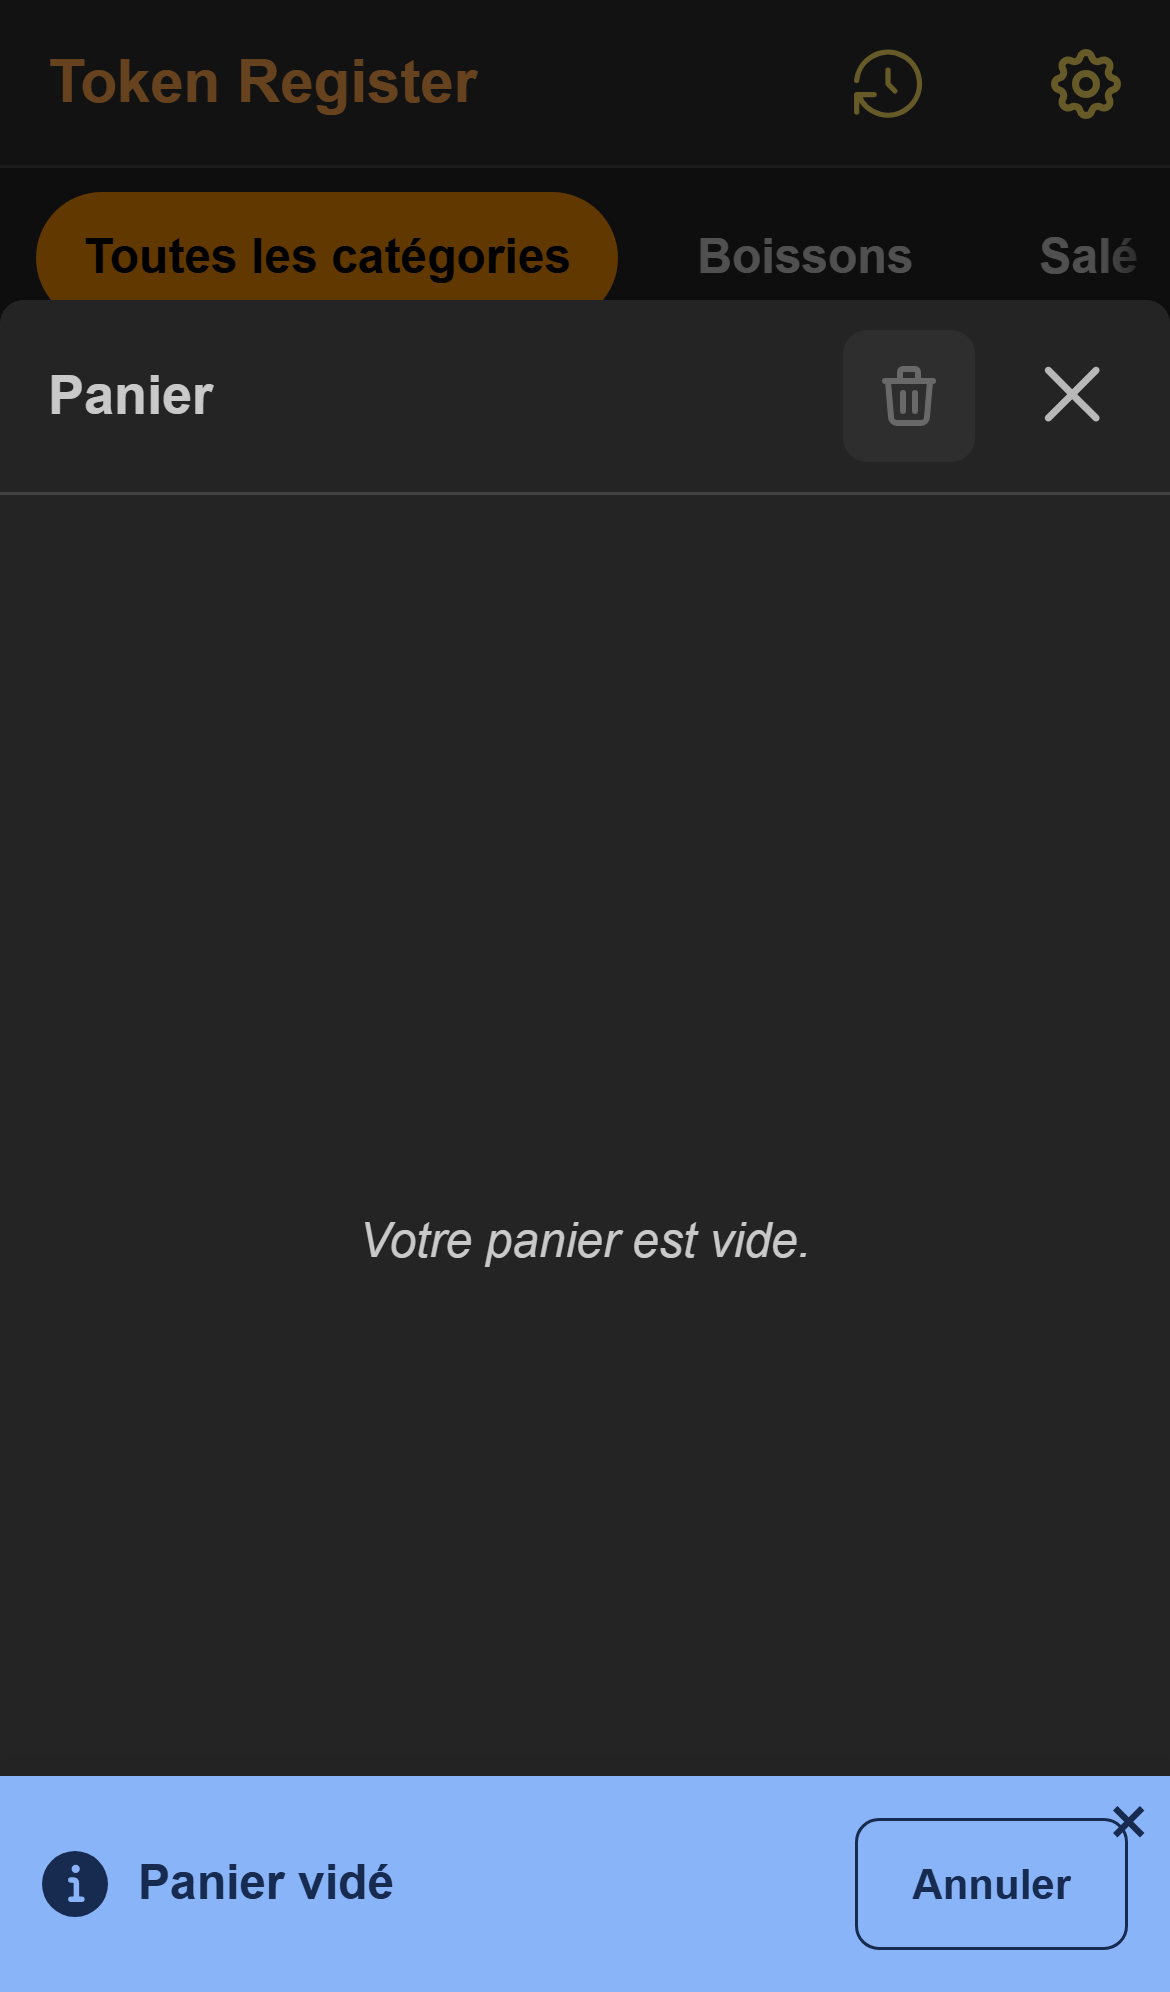 Token Register
Toutes les catégories Boissons Salé
Panier
Votre panier est vide.
Panier vidé Annuler